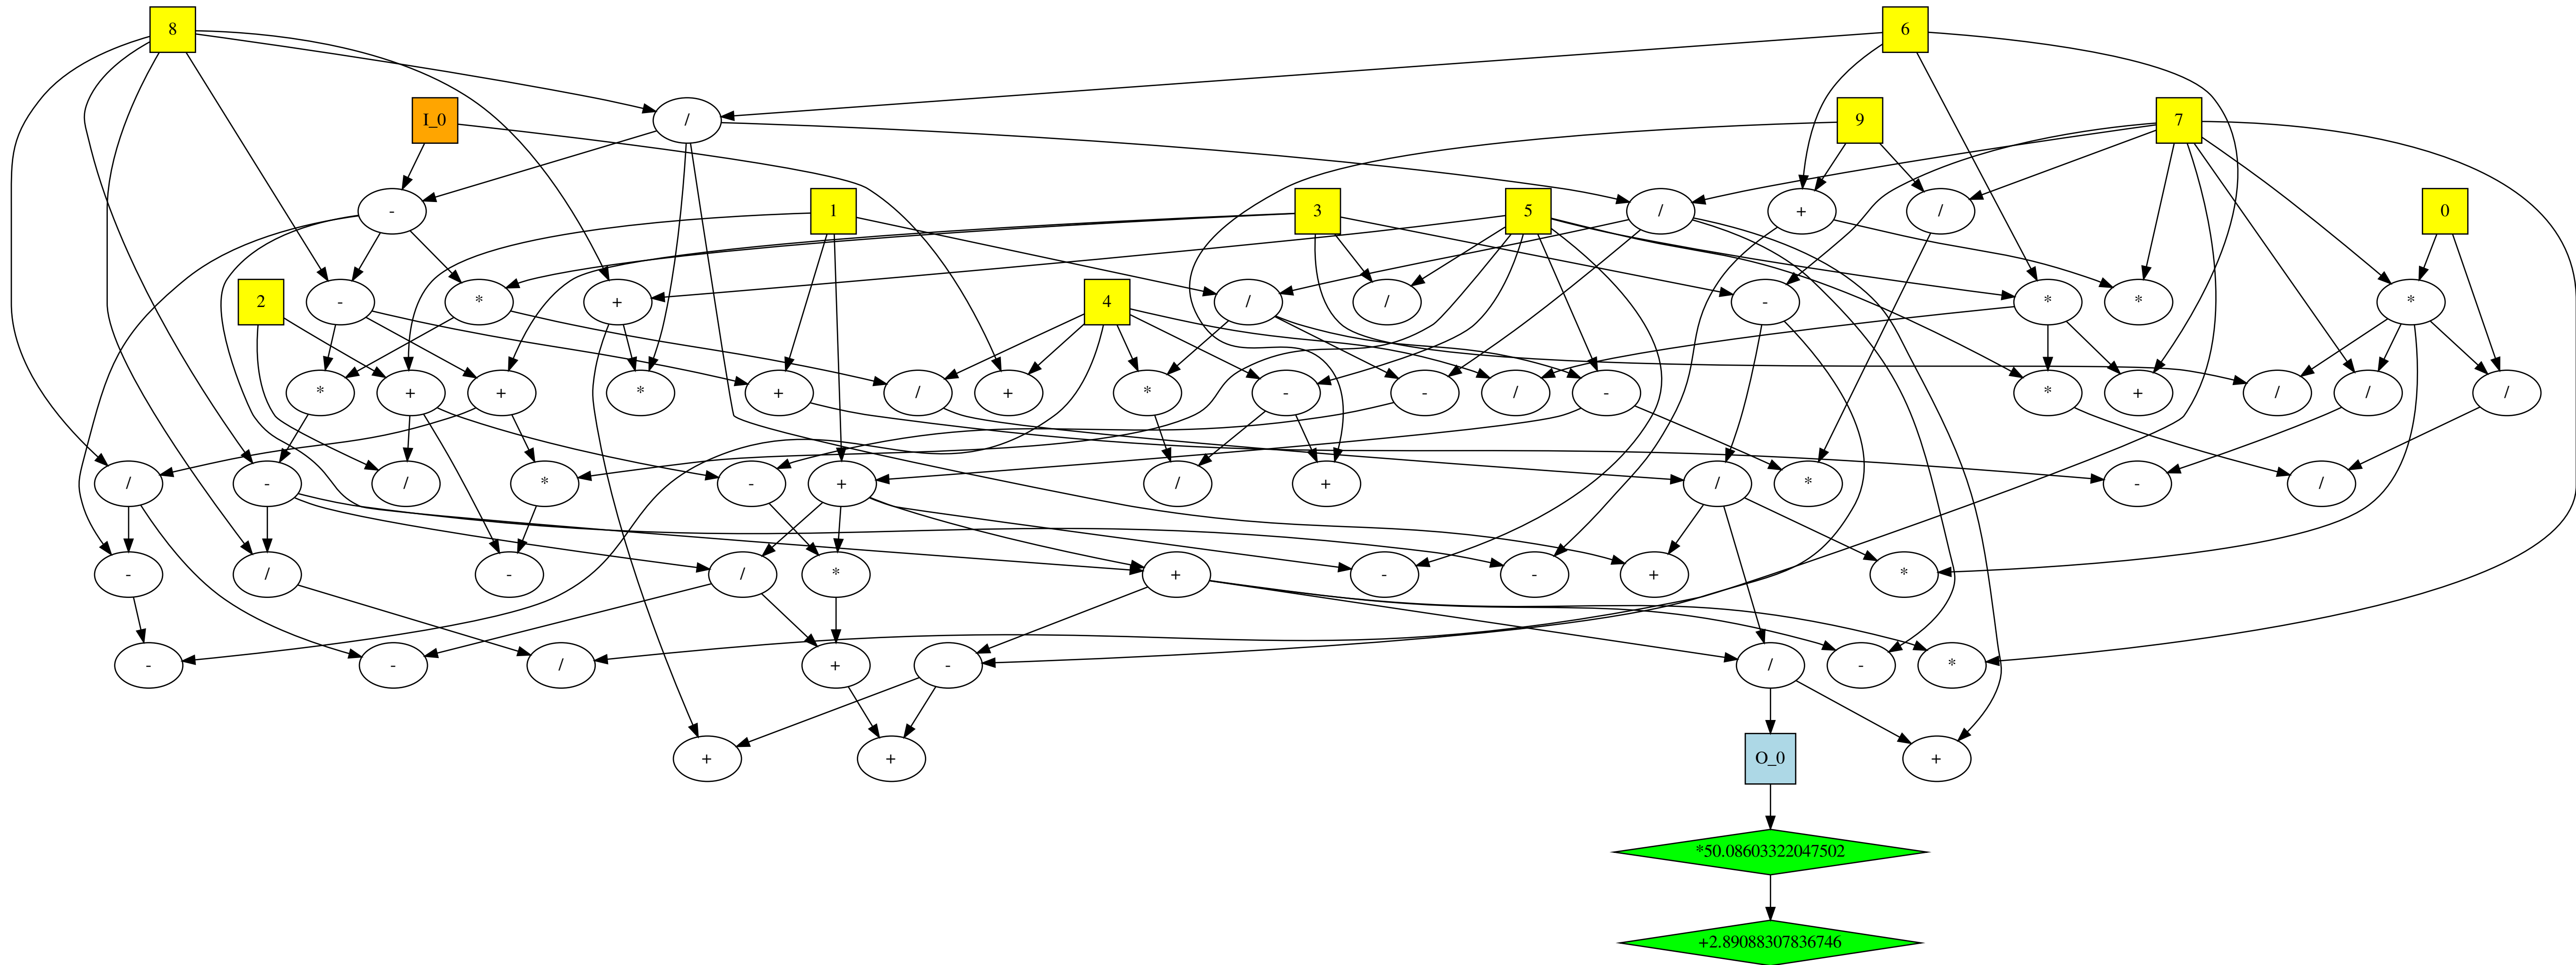 8 6
I_0 / 9 7
- 1 3 5 / + / 0
2 - * + 4 / / - * * *
* + + * + / + * - - / - * + / / /
/ - / * - + / + / * - /
- / - / * + - - + *
- - / + - / - *
+ + O_0 +
*50.08603322047502
+2.89088307836746